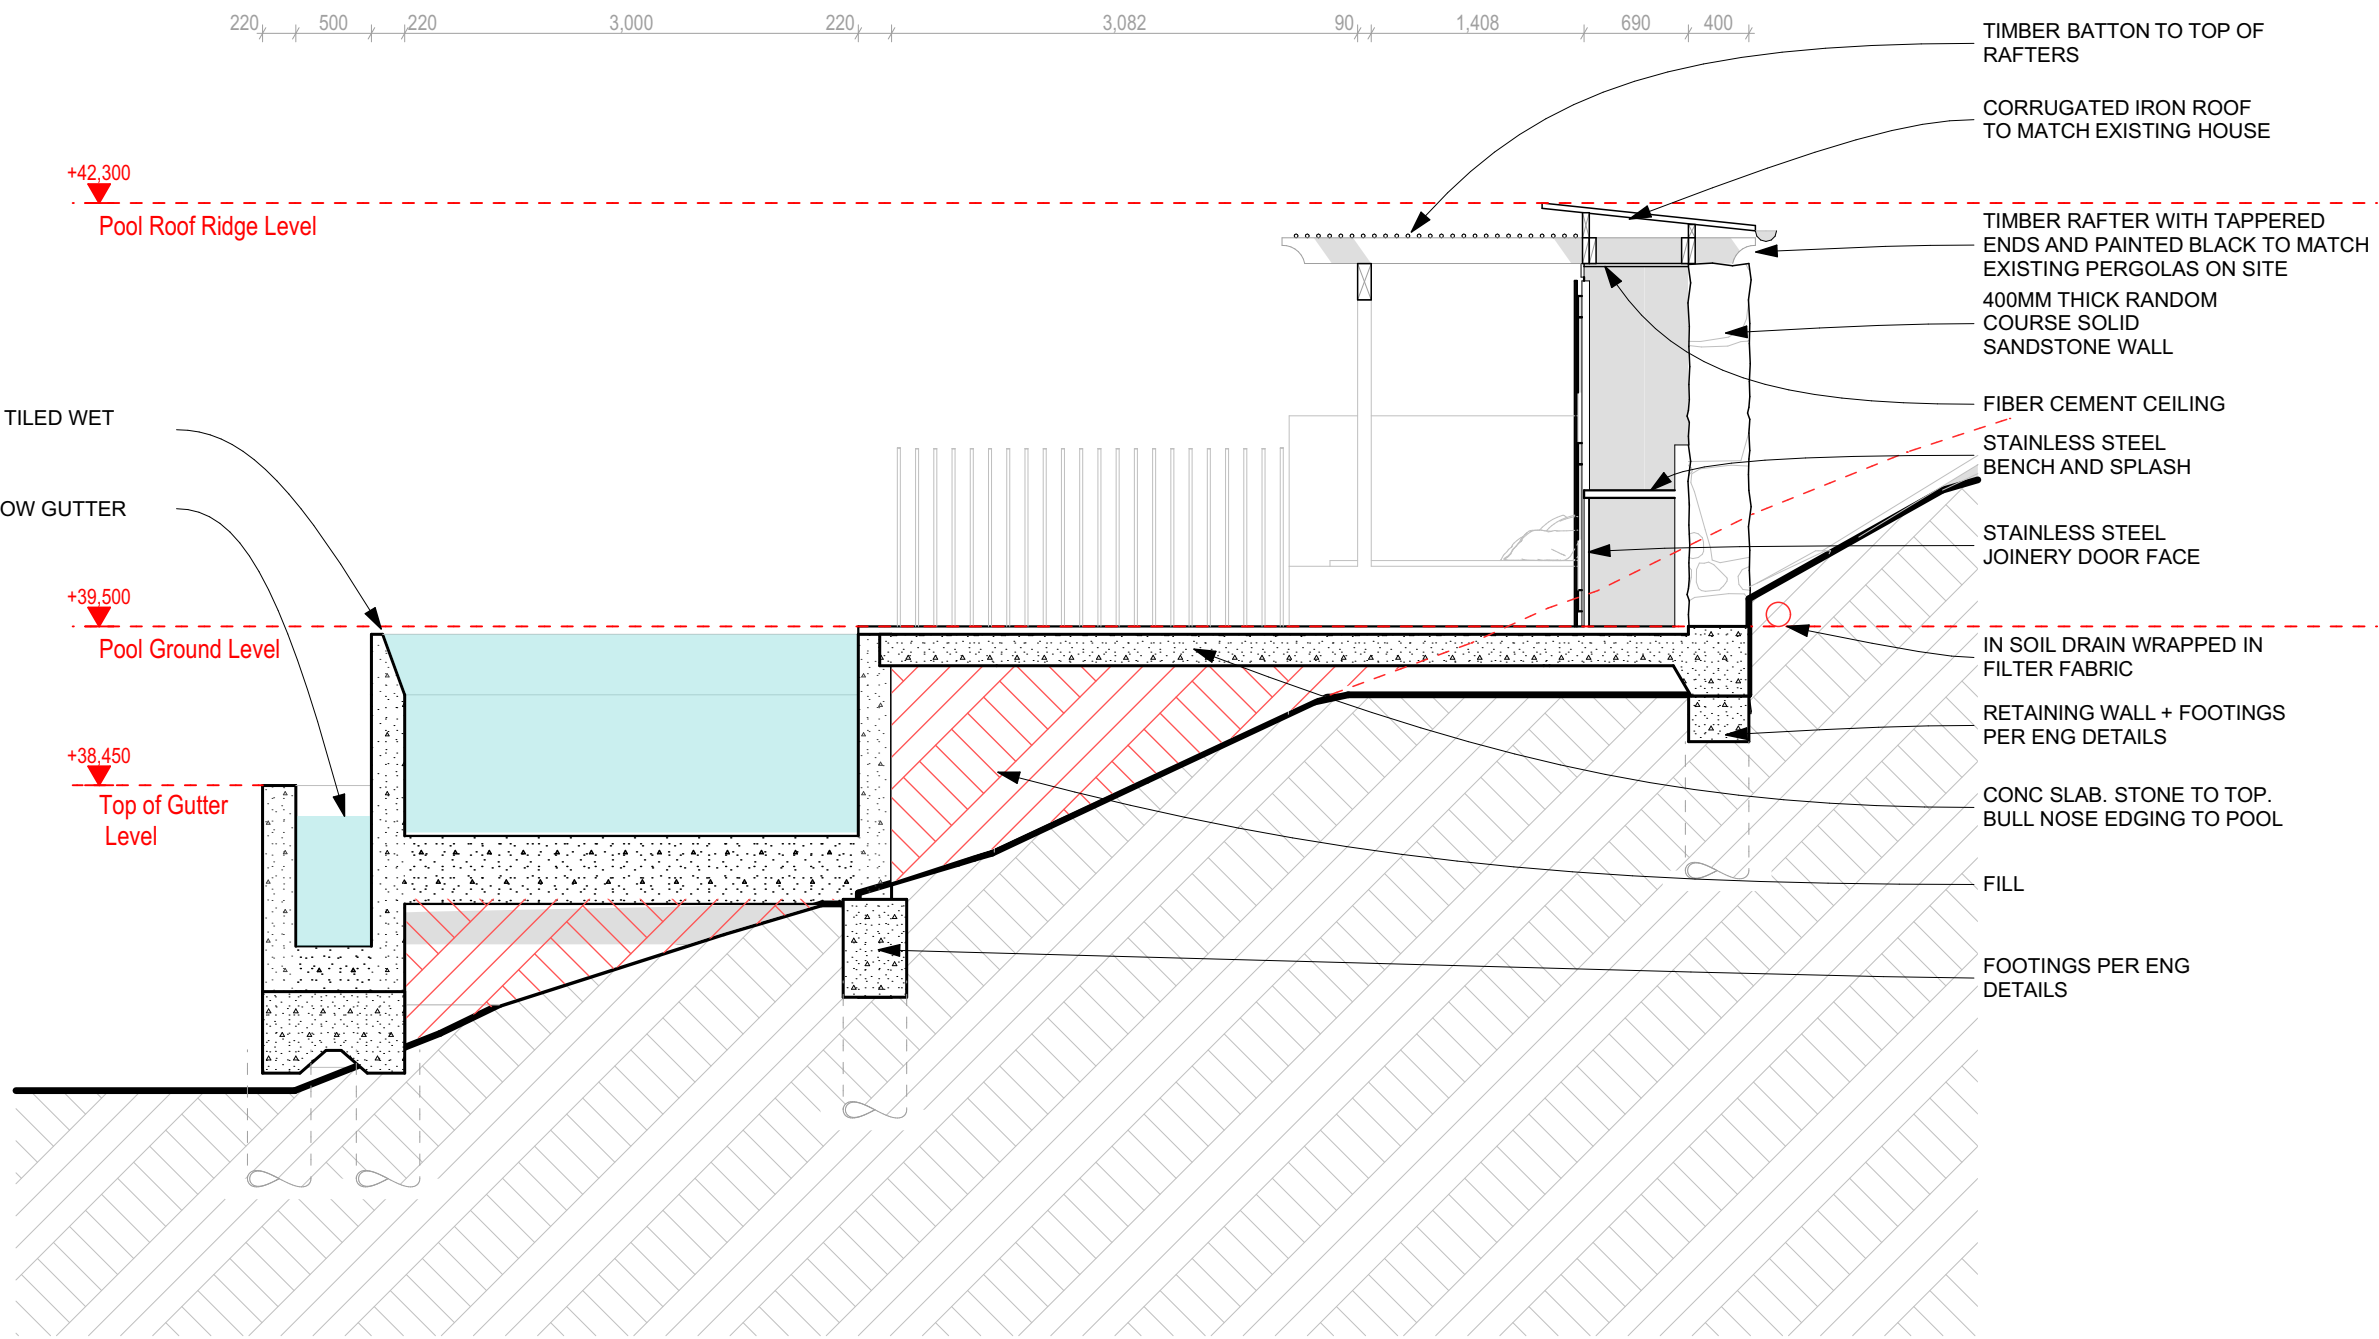 220 500 220 3,000 220 3,082 90 1,408 690 400
TIMBER BATTON TO TOP OF
RAFTERS
CORRUGATED IRON ROOF
TO MATCH EXISTING HOUSE
+42,300
Pool Roof Ridge Level
TIMBER RAFTER WITH TAPPERED
ENDS AND PAINTED BLACK TO MATCH
EXISTING PERGOLAS ON SITE
400MM THICK RANDOM
COURSE SOLID
SANDSTONE WALL
FIBER CEMENT CEILING
TILED WET
STAINLESS STEEL
BENCH AND SPLASH
OW GUTTER
STAINLESS STEEL
JOINERY DOOR FACE
+39,500
Pool Ground Level
IN SOIL DRAIN WRAPPED IN
FILTER FABRIC
RETAINING WALL + FOOTINGS
PER ENG DETAILS
+38,450
Top of Gutter
Level
CONC SLAB. STONE TO TOP.
BULL NOSE EDGING TO POOL
FILL
FOOTINGS PER ENG
DETAILS